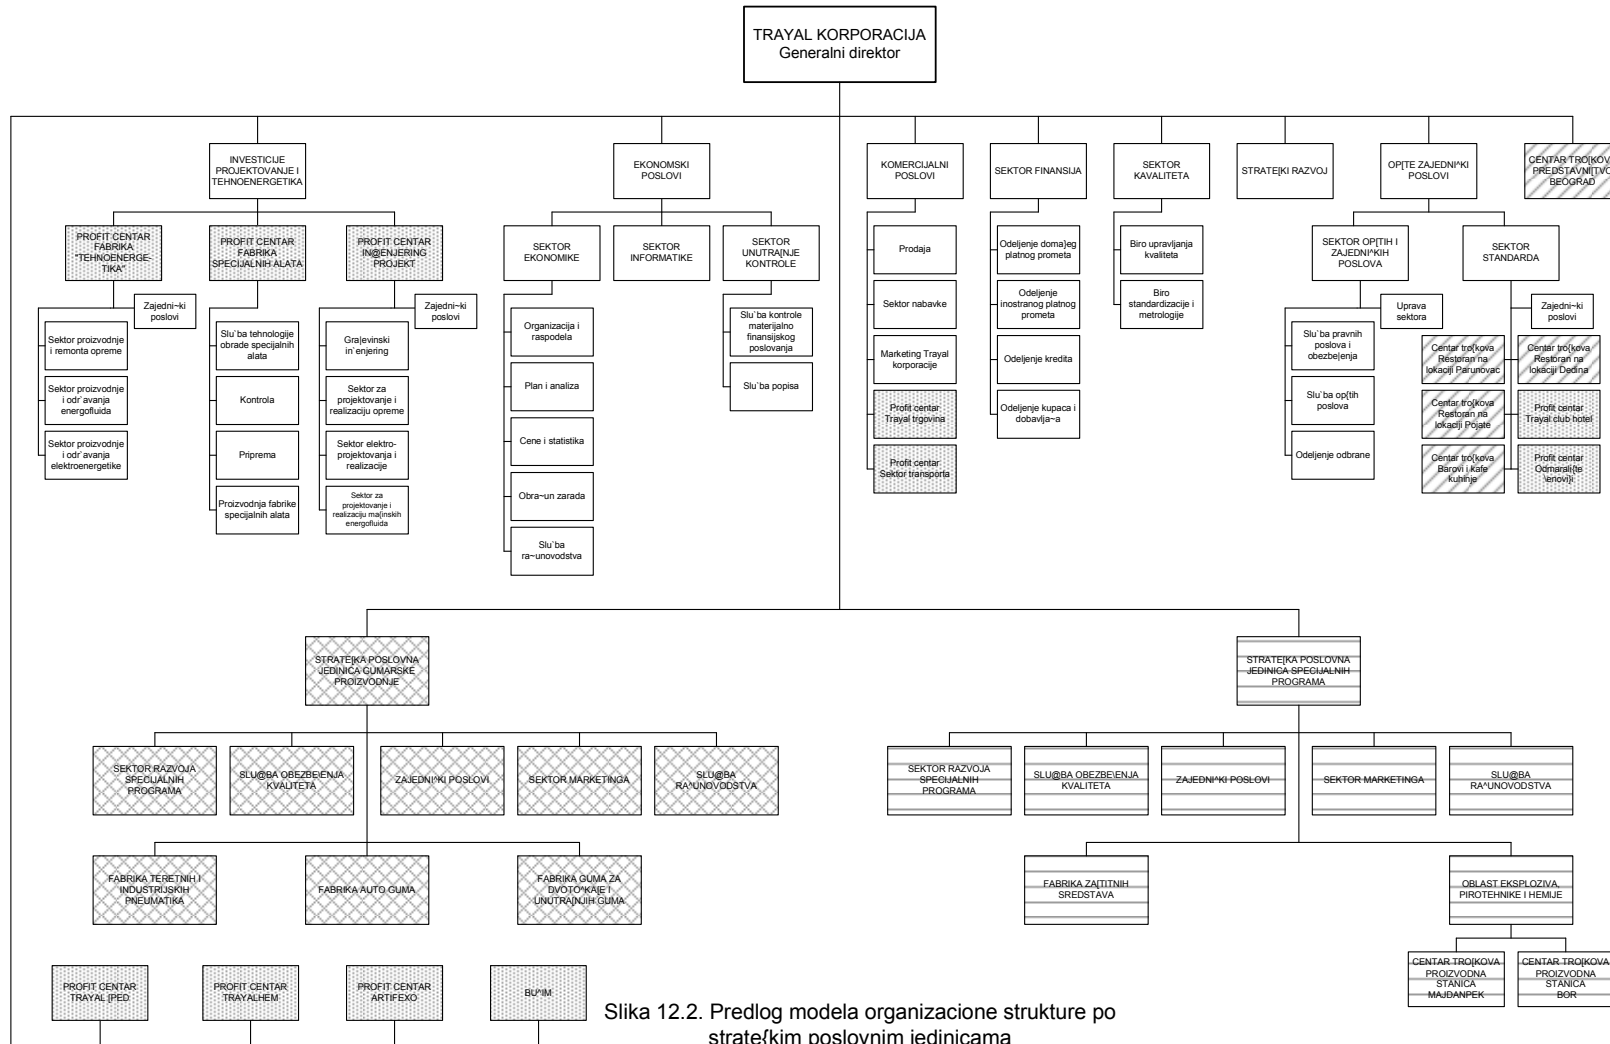 TRAYAL KORPORACIJA
Generalni direktor
INVESTICIJE
PROJEKTOVANJE I
TEHNOENERGETIKA
EKONOMSKI
POSLOVI
KOMERCIJALNI
POSLOVI
SEKTOR FINANSIJA
SEKTOR
KAVALITETA
STRATE[KI RAZVOJ
OP[TE ZAJEDNI^KI
POSLOVI
CENTAR TRO[KOVA
PREDSTAVNI[TVO
BEOGRAD
PROFIT CENTAR
FABRIKA
"TEHNOENERGE-
TIKA"
PROFIT CENTAR
FABRIKA
SPECIJALNIH ALATA
PROFIT CENTAR
IN@ENJERING
PROJEKT
SEKTOR
EKONOMIKE
SEKTOR
INFORMATIKE
SEKTOR
UNUTRA[NJE
KONTROLE
Prodaja
Odeljenje doma}eg
platnog prometa
Biro upravljanja
kvaliteta
SEKTOR OP[TIH I
ZAJEDNI^KIH
POSLOVA
SEKTOR
STANDARDA
Zajedni~ki
poslovi
Sektor proizvodnje
i remonta opreme
Sektor proizvodnje
i odr`avanja
energofluida
Sektor proizvodnje
i odr`avanja
elektroenergetike
Slu`ba tehnologije
obrade specijalnih
alata
Kontrola
Priprema
Proizvodnja fabrike
specijalnih alata
Zajedni~ki
poslovi
Gra|evinski
in`enjering
Sektor za
projektovanje i
realizaciju opreme
Sektor elektro-
projektovanja i
realizacije
Sektor za
projektovanje i
realizaciju ma{inskih
energofluida
Organizacija i
raspodela
Plan i analiza
Cene i statistika
Obra~un zarada
Slu`ba
ra~unovodstva
Slu`ba kontrole
materijalno
finansijskog
poslovanja
Slu`ba popisa
Sektor nabavke
Marketing Trayal
korporacije
Profit centar
Trayal trgovina
Profit centar
Sektor transporta
Odeljenje
inostranog platnog
prometa
Odeljenje kredita
Odeljenje kupaca i
dobavlja~a
Biro
standardizacije i
metrologije
Uprava
sektora
Slu`ba pravnih
poslova i
obezbe|enja
Slu`ba op{tih
poslova
Odeljenje odbrane
Zajedni~ki
poslovi
Centar tro{kova
Restoran na
lokaciji Parunovac
Centar tro{kova
Restoran na
lokaciji Dedina
Centar tro{kova
Restoran na
lokaciji Pojate
Profit centar
Trayal club hotel
Centar tro{kova
Barovi i kafe
kuhinje
Profit centar
Odmarali{te
\enovi}i
STRATE[KA POSLOVNA
JEDINICA GUMARSKE
PROIZVODNJE
STRATE[KA POSLOVNA
JEDINICA SPECIJALNIH
PROGRAMA
SEKTOR RAZVOJA
SPECIJALNIH
PROGRAMA
SLU@BA OBEZBE\ENJA
KVALITETA
ZAJEDNI^KI POSLOVI
SEKTOR MARKETINGA
SLU@BA
RA^UNOVODSTVA
SEKTOR RAZVOJA
SPECIJALNIH
PROGRAMA
SLU@BA OBEZBE\ENJA
KVALITETA
ZAJEDNI^KI POSLOVI
SEKTOR MARKETINGA
SLU@BA
RA^UNOVODSTVA
FABRIKA TERETNIH I
INDUSTRIJSKIH
PNEUMATIKA
FABRIKA AUTO GUMA
FABRIKA GUMA ZA
DVOTO^KA[E I
UNUTRA[NJIH GUMA
FABRIKA ZA[TITNIH
SREDSTAVA
OBLAST EKSPLOZIVA,
PIROTEHNIKE I HEMIJE
CENTAR TRO[KOVA
PROIZVODNA
STANICA
MAJDANPEK
CENTAR TRO[KOVA
PROIZVODNA
STANICA
BOR
PROFIT CENTAR
TRAYAL [PED
PROFIT CENTAR
TRAYALHEM
PROFIT CENTAR
ARTIFEXO
BU^IM
Slika 12.2. Predlog modela organizacione strukture po
strate{kim poslovnim jedinicama